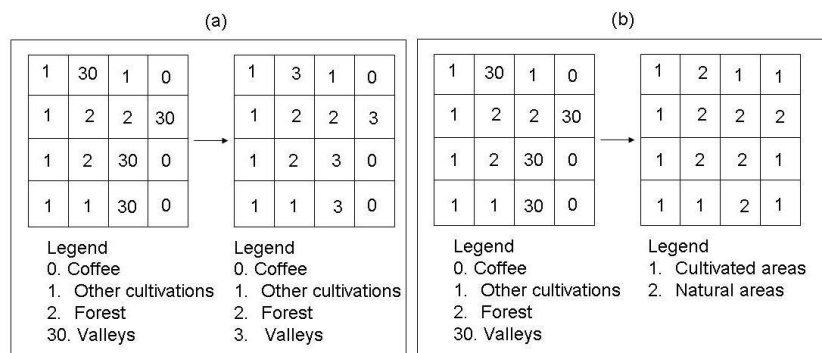 (a)
1 30 1 0
1 2 2 30
1 2 30 0
1 1 30 0
Legend
0. Coffee
1. Other cultivations
2. Forest
30. Valleys
1 3 1 0
1 2 2 3
1 2 3 0
1 1 3 0
Legend
0. Coffee
1. Other cultivations
2. Forest
3. Valleys
(b)
1 30 1 0
1 2 2 30
1 2 30 0
1 1 30 0
Legend
0. Coffee
1. Other cultivations
2. Forest
30. Valleys
1 2 1 1
1 2 2 2
1 2 2 1
1 1 2 1
Legend
1. Cultivated areas
2. Natural areas